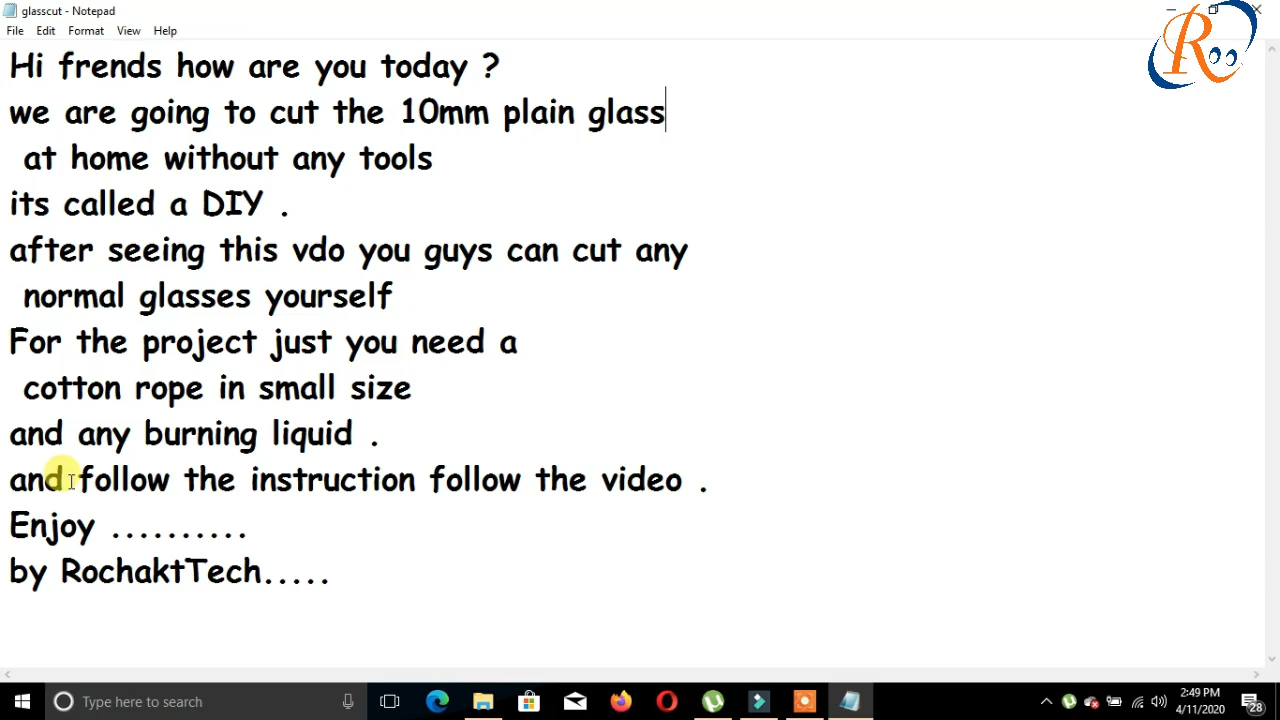 glasscut - Notepad
File Edit Format View Help
Hi frends how are you today ?
we are going to cut the 10mm plain glass
at home without any tools
its called a DIY .
after seeing this vdo you guys can cut any
normal glasses yourself
For the project just you need a
cotton rope in small size
and any burning liquid .
and follow the instruction follow the video .
Enjoy ..........
by RochaktTech.....
Type here to search
2:49 PM
4/11/2020
28